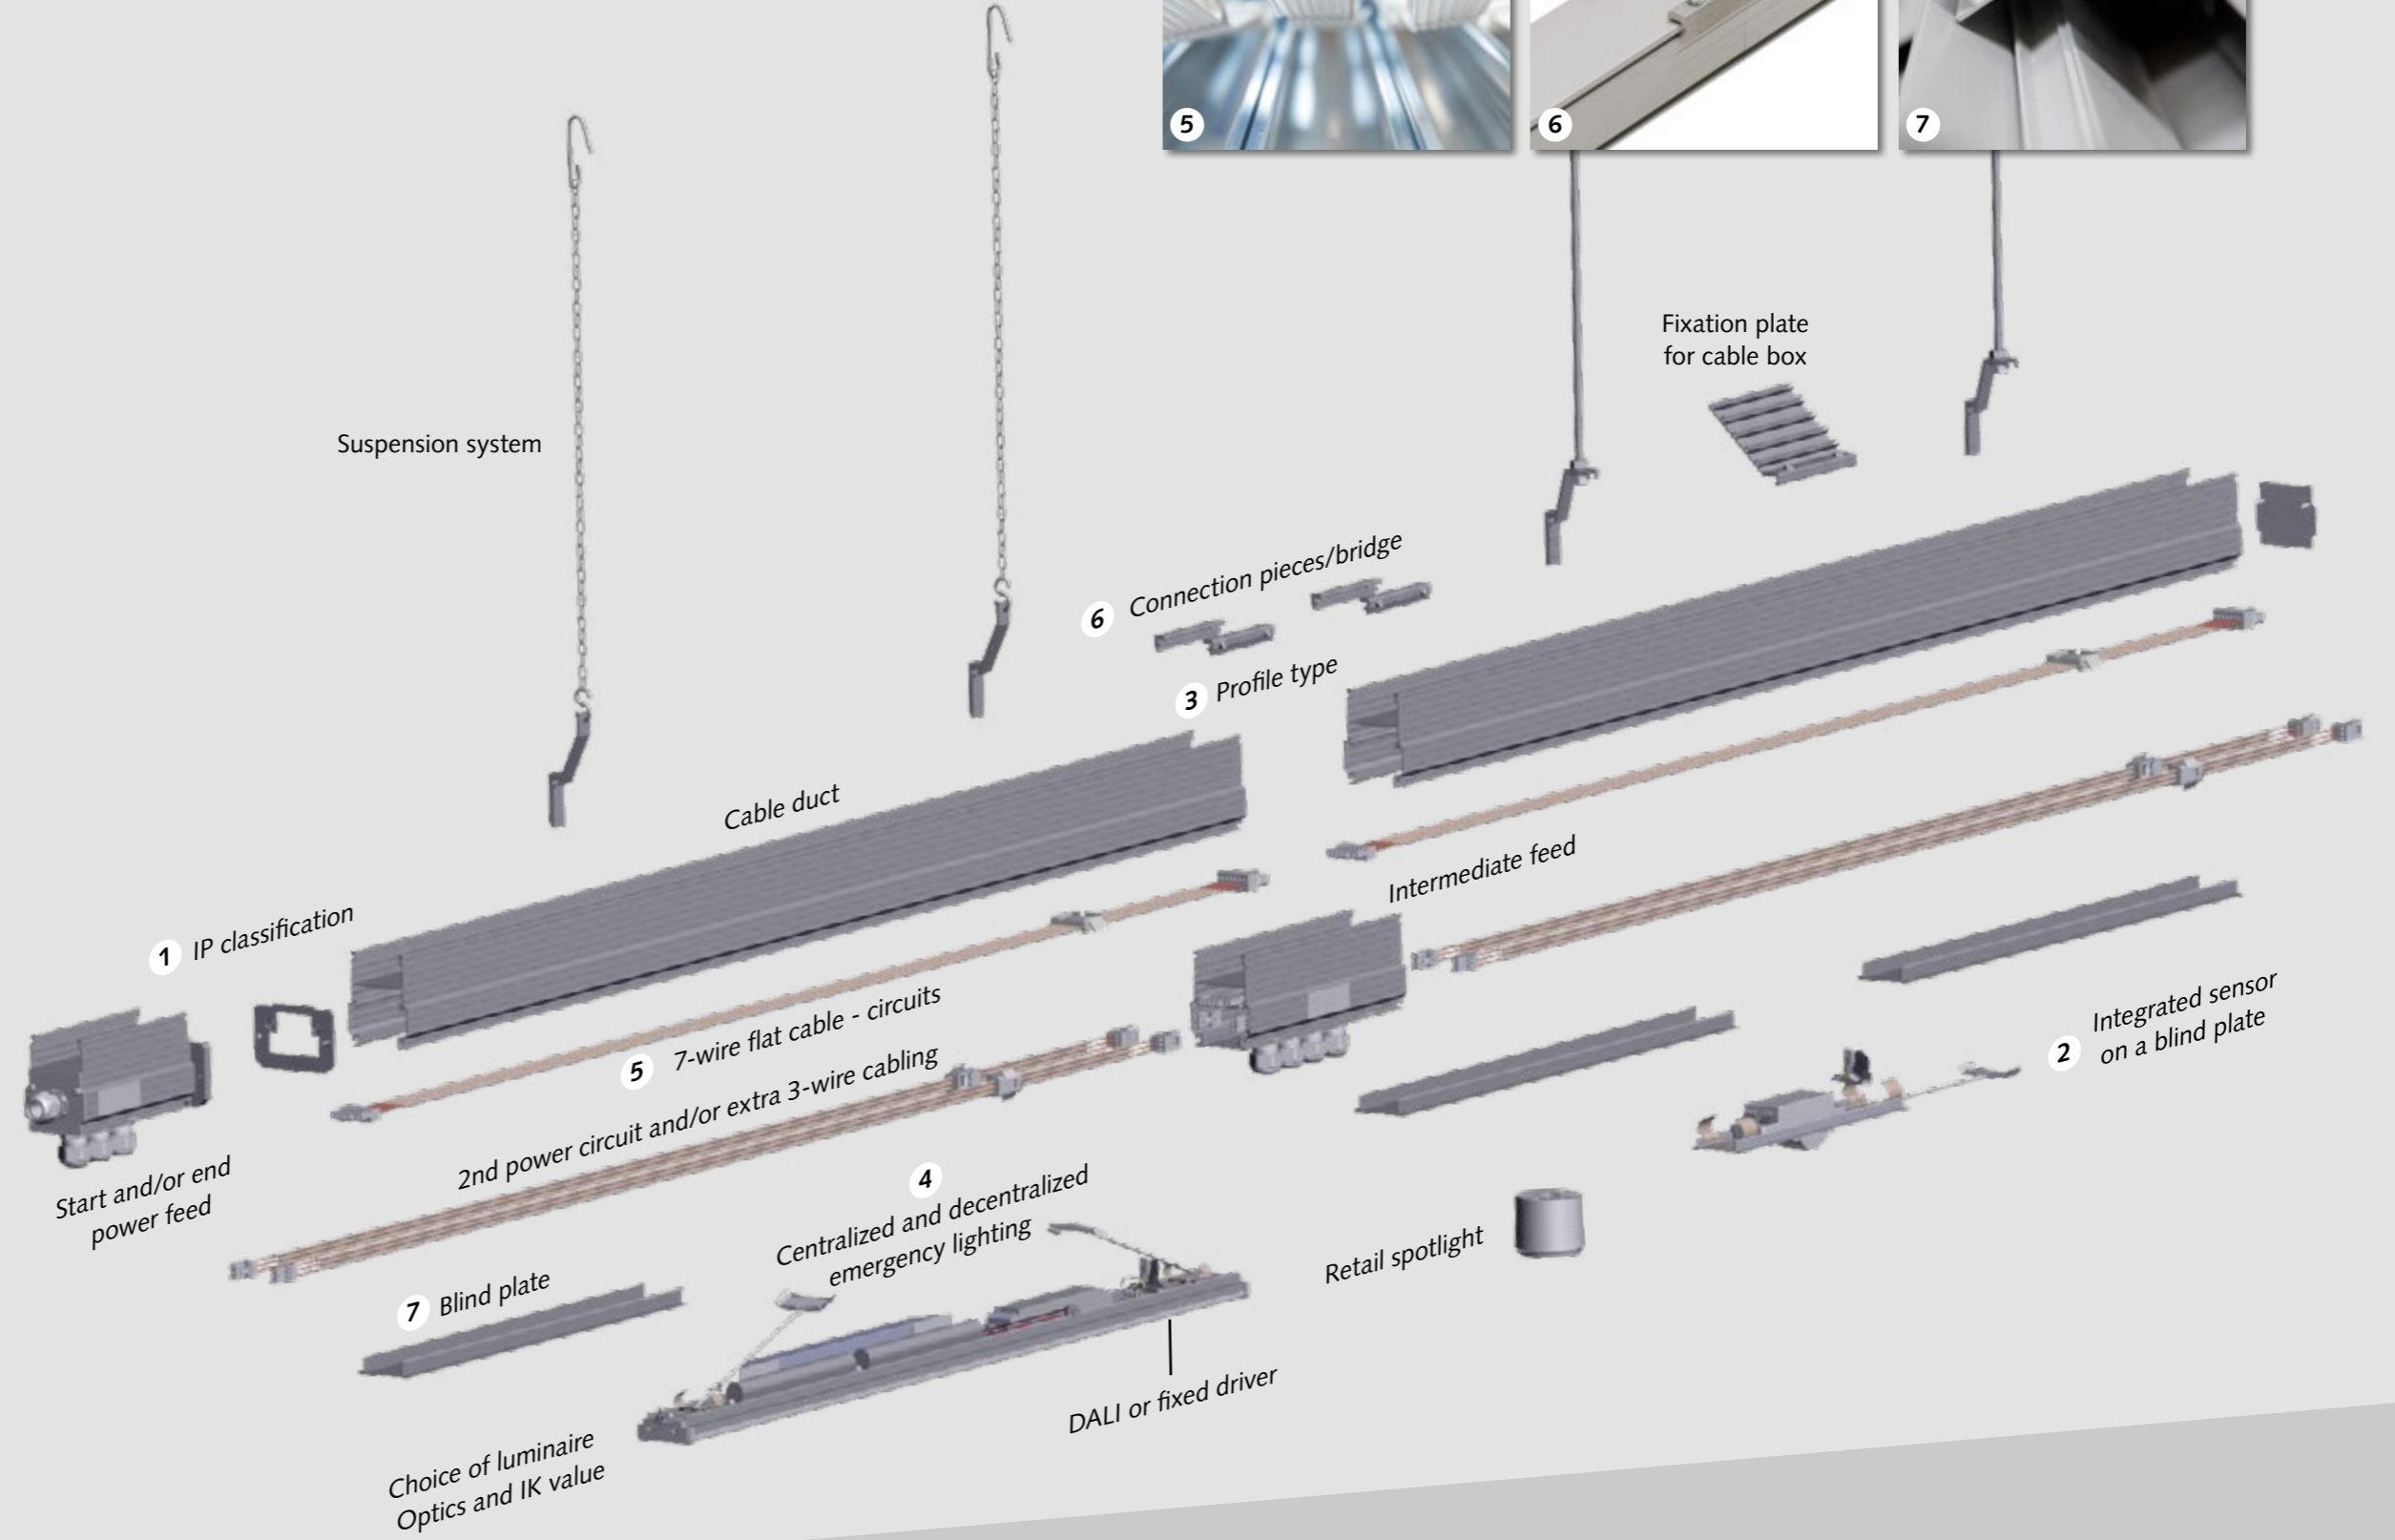 5
6
7
Fixation plate
for cable box
Suspension system
6 Connection pieces/bridge
3 Profile type
Cable duct
Intermediate feed
1 IP classification
5 7-wire flat cable - circuits
2nd power circuit and/or extra 3-wire cabling
2 Integrated sensor
on a blind plate
Start and/or end
power feed
4
Centralized and decentralized
emergency lighting
Retail spotlight
7 Blind plate
DALI or fixed driver
Choice of luminaire
Optics and IK value